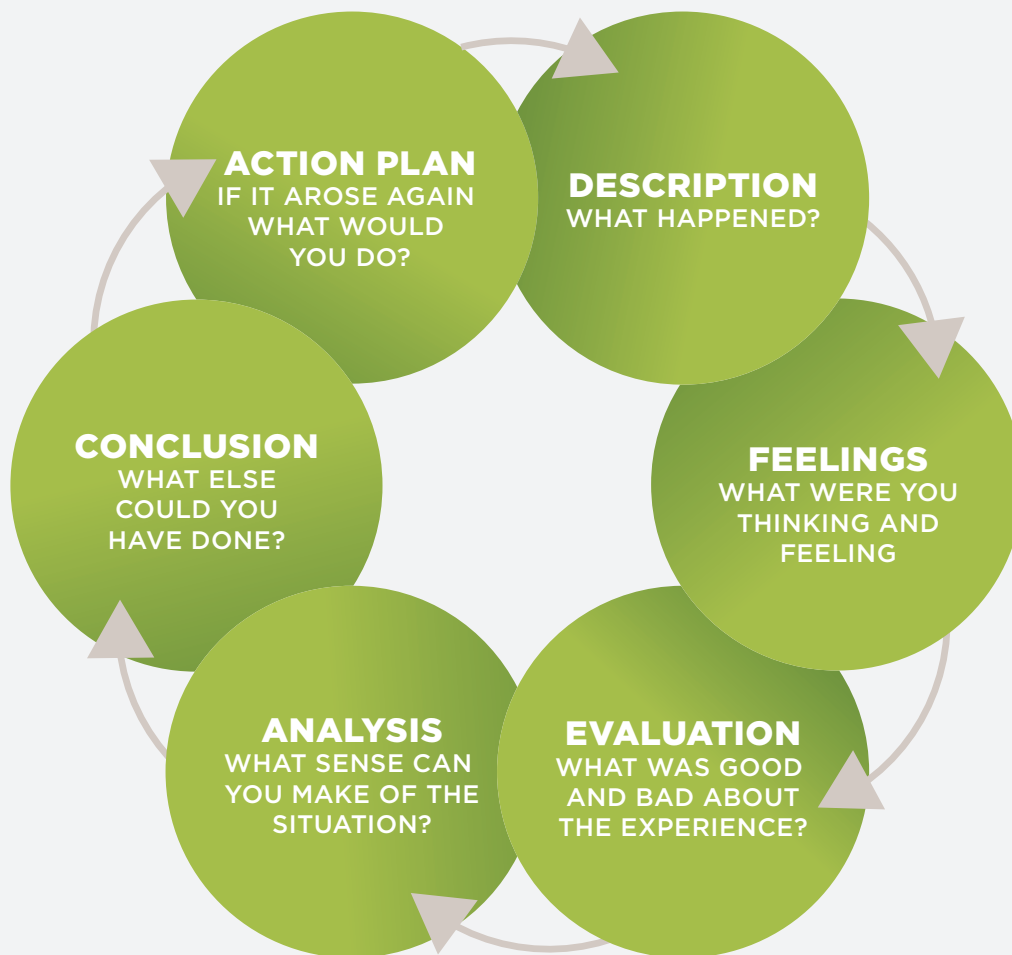 ACTION PLAN
IF IT AROSE AGAIN
WHAT WOULD
YOU DO?
DESCRIPTION
WHAT HAPPENED?
FEELINGS
WHAT WERE YOU
THINKING AND
FEELING
EVALUATION
WHAT WAS GOOD
AND BAD ABOUT
THE EXPERIENCE?
ANALYSIS
WHAT SENSE CAN
YOU MAKE OF THE
SITUATION?
CONCLUSION
WHAT ELSE
COULD YOU
HAVE DONE?